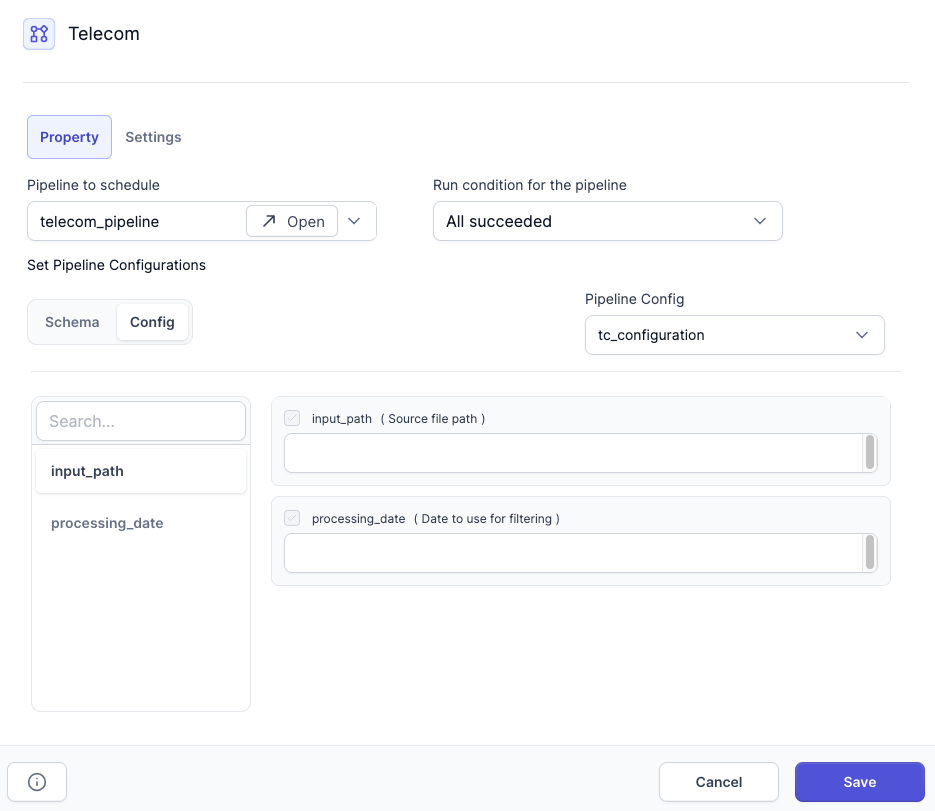 Telecom
Property Settings
Pipeline to schedule
Run condition for the pipeline
telecom_pipeline Open
All succeeded
Set Pipeline Configurations
Schema Config
Pipeline Config
tc_configuration
Search...
input_path
processing_date
input_path ( Source file path )
processing_date ( Date to use for filtering )
Cancel Save